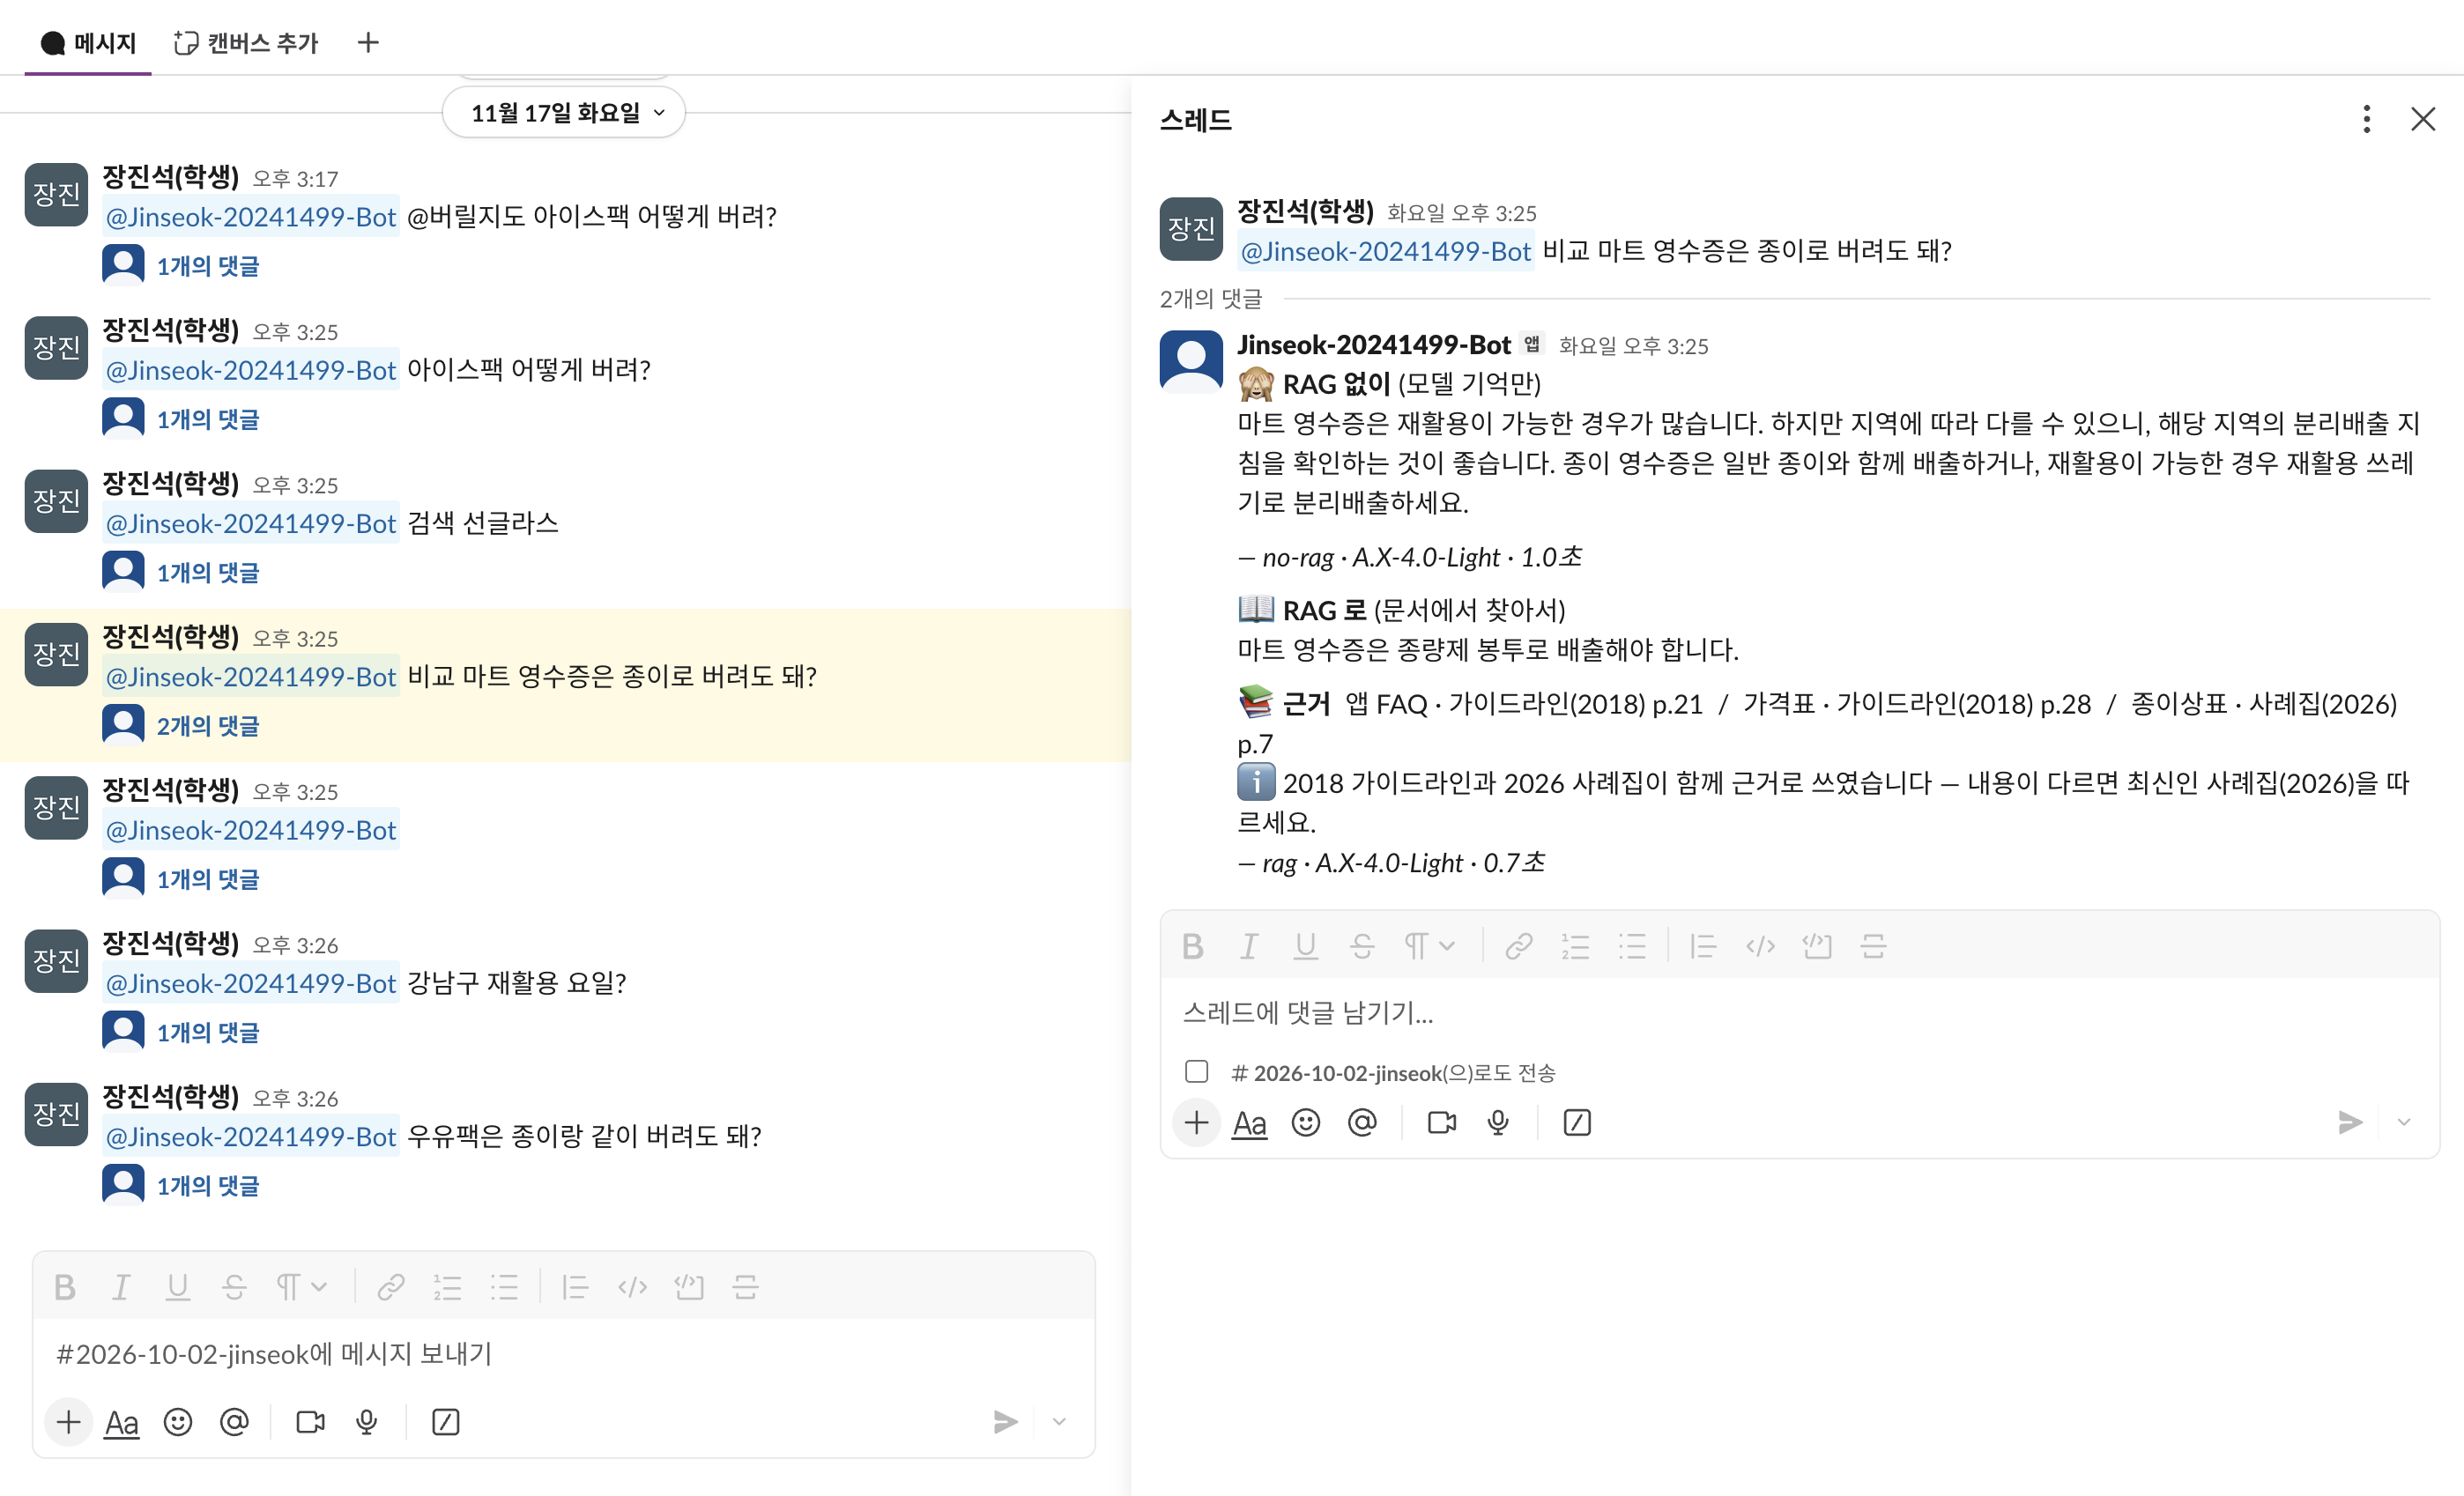 메시지
캔버스 추가
11월 17일 화요일
장진
장진석(학생) 오후 3:17
@Jinseok-20241499-Bot @버릴지도 아이스팩 어떻게 버려?
1개의 댓글
장진
장진석(학생) 오후 3:25
@Jinseok-20241499-Bot 아이스팩 어떻게 버려?
1개의 댓글
장진
장진석(학생) 오후 3:25
@Jinseok-20241499-Bot 검색 선글라스
1개의 댓글
장진
장진석(학생) 오후 3:25
@Jinseok-20241499-Bot 비교 마트 영수증은 종이로 버려도 돼?
2개의 댓글
장진
장진석(학생) 오후 3:25
@Jinseok-20241499-Bot
1개의 댓글
장진
장진석(학생) 오후 3:26
@Jinseok-20241499-Bot 강남구 재활용 요일?
1개의 댓글
장진
장진석(학생) 오후 3:26
@Jinseok-20241499-Bot 우유팩은 종이랑 같이 버려도 돼?
1개의 댓글
#2026-10-02-jinseok에 메시지 보내기
Aa
스레드
장진
장진석(학생) 화요일 오후 3:25
@Jinseok-20241499-Bot 비교 마트 영수증은 종이로 버려도 돼?
2개의 댓글
Jinseok-20241499-Bot 앱 화요일 오후 3:25
RAG 없이 (모델 기억만)
마트 영수증은 재활용이 가능한 경우가 많습니다. 하지만 지역에 따라 다를 수 있으니, 해당 지역의 분리배출 지
침을 확인하는 것이 좋습니다. 종이 영수증은 일반 종이와 함께 배출하거나, 재활용이 가능한 경우 재활용 쓰레
기로 분리배출하세요.
— no-rag · A.X-4.0-Light · 1.0초
RAG 로 (문서에서 찾아서)
마트 영수증은 종량제 봉투로 배출해야 합니다.
근거 앱 FAQ · 가이드라인(2018) p.21 / 가격표 · 가이드라인(2018) p.28 / 종이상표 · 사례집(2026)
p.7
2018 가이드라인과 2026 사례집이 함께 근거로 쓰였습니다 — 내용이 다르면 최신인 사례집(2026)을 따
르세요.
— rag · A.X-4.0-Light · 0.7초
스레드에 댓글 남기기...
# 2026-10-02-jinseok(으)로도 전송
Aa